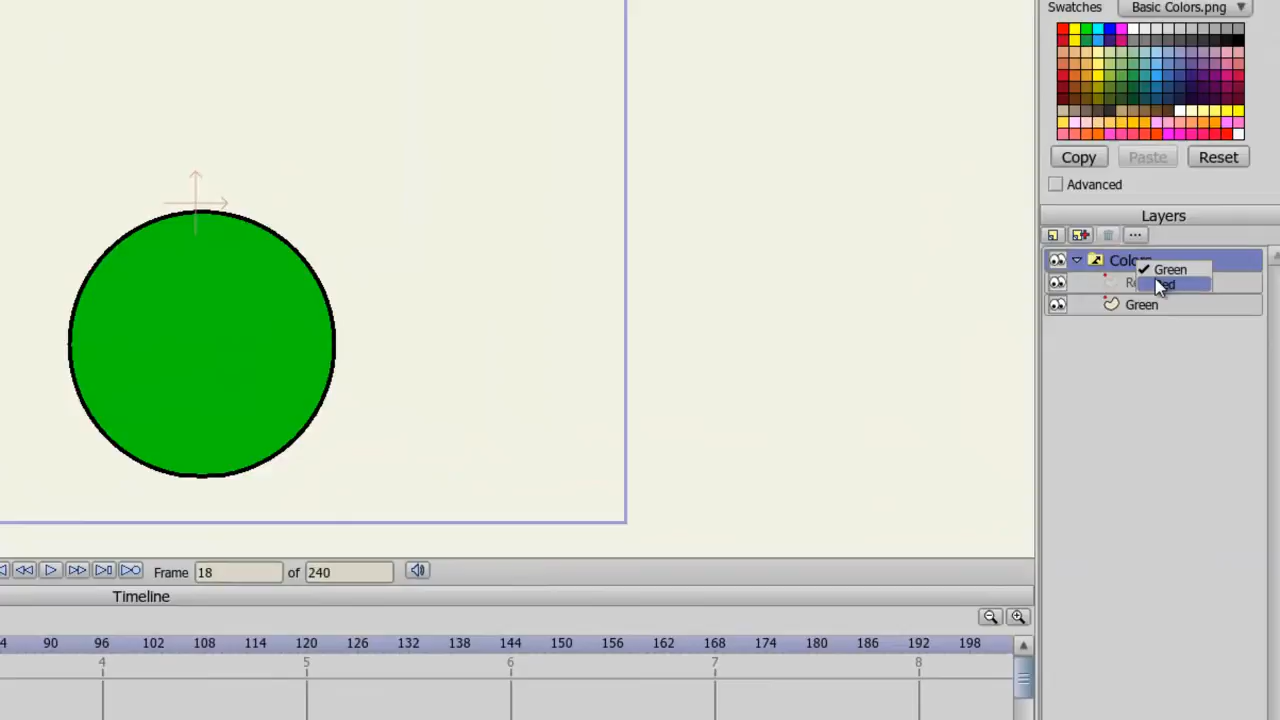 Swatches Basic Colors.png
Copy Paste Reset
Advanced
Layers
Green
Green
Frame 18 of 240
Timeline
90 96 102 108 114 120 126 132 138 144 150 156 162 168 174 180 186 192 198
4 5 6 7 8